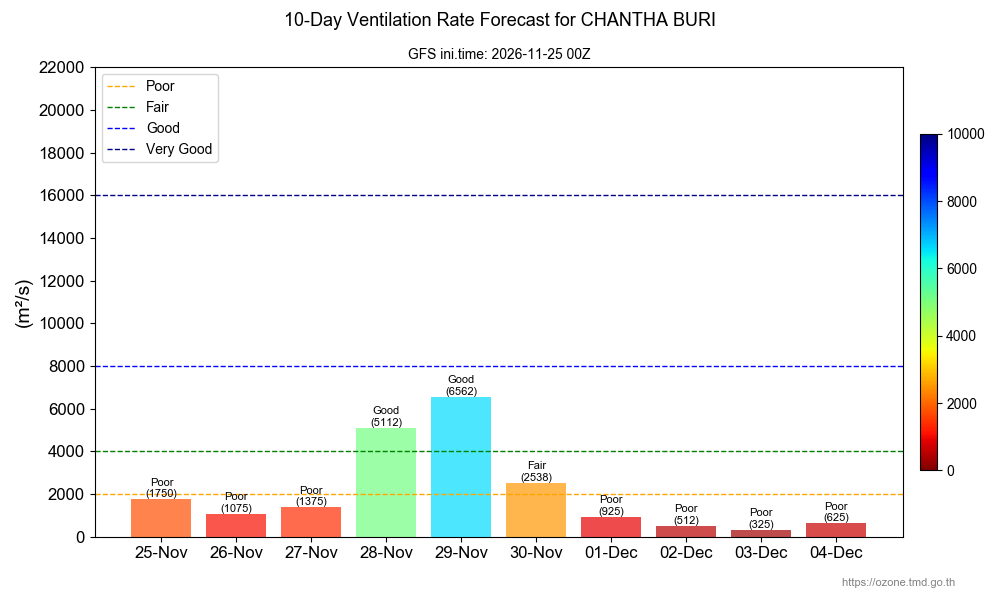 10-Day Ventilation Rate Forecast for CHANTHA BURI
GFS ini.time: 2026-11-25 00Z
22000
20000
18000
16000
14000
12000
10000
8000
6000
4000
2000
0
(m²/s)
Poor
Fair
Good
Very Good
Poor
(1750)
Poor
(1075)
Poor
(1375)
Good
(5112)
Good
(6562)
Fair
(2538)
Poor
(925)
Poor
(512)
Poor
(325)
Poor
(625)
25-Nov 26-Nov 27-Nov 28-Nov 29-Nov 30-Nov 01-Dec 02-Dec 03-Dec 04-Dec
10000
8000
6000
4000
2000
0
https://ozone.tmd.go.th